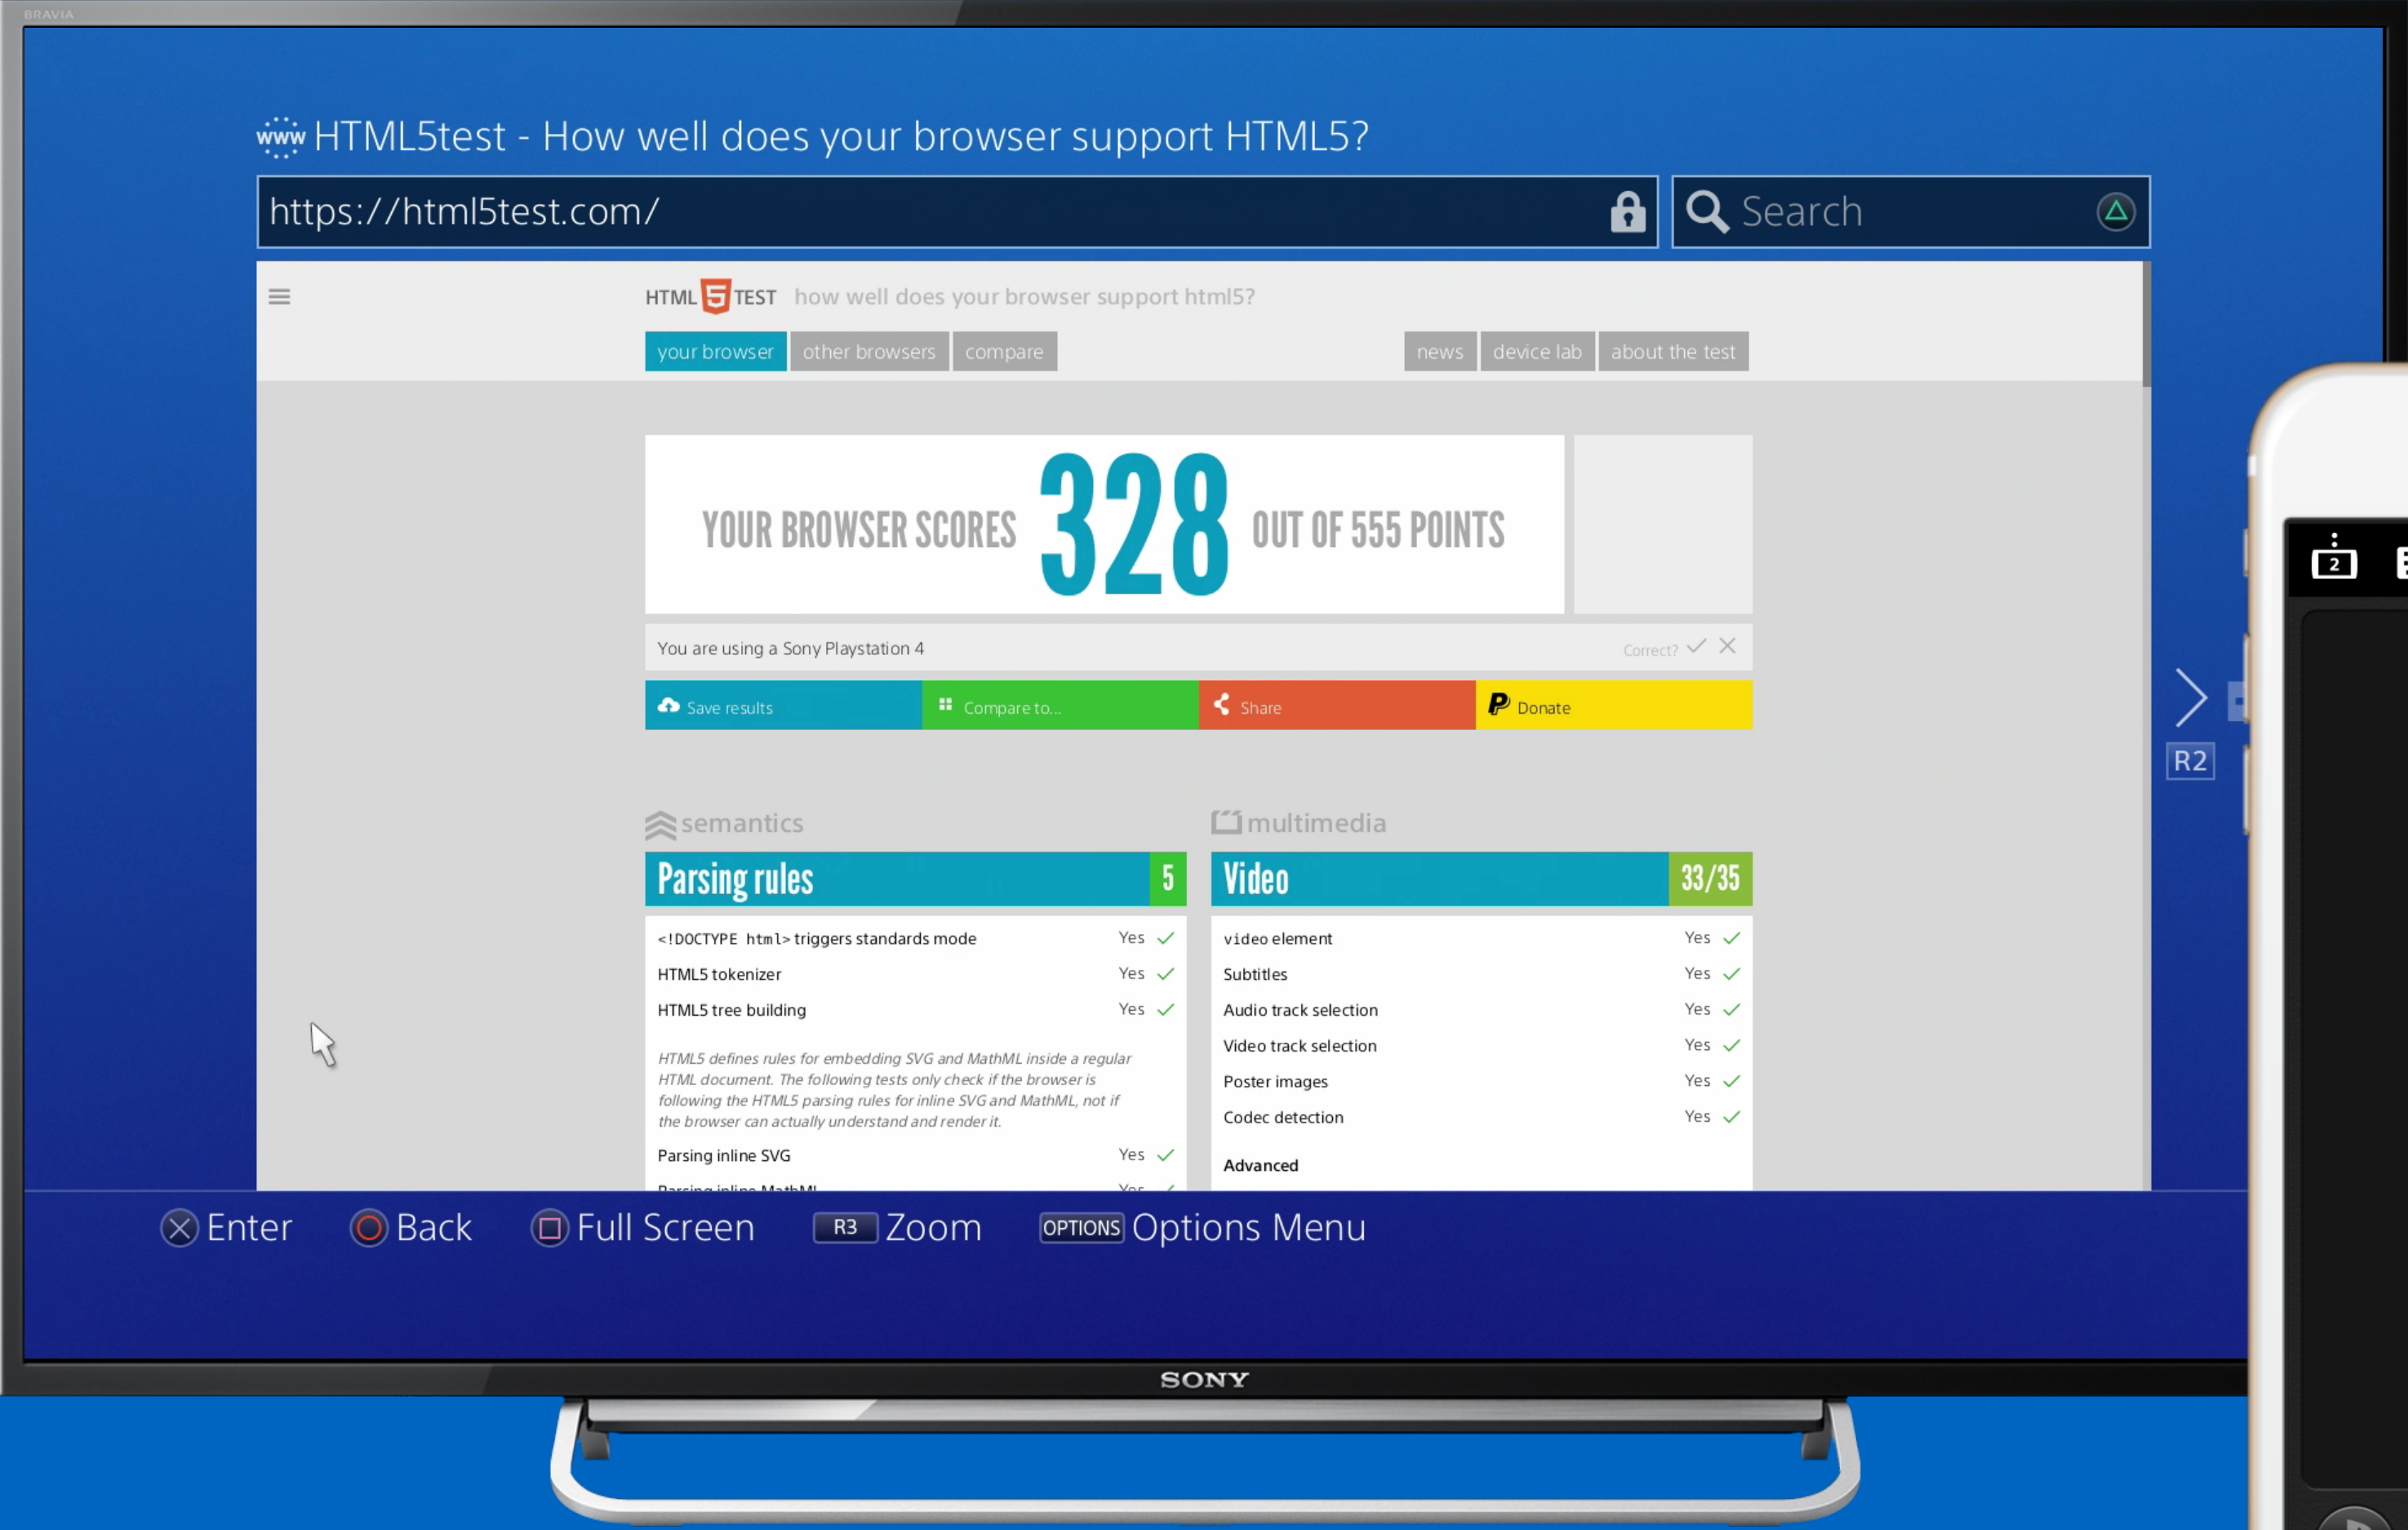 BRAVIA
www HTML5test - How well does your browser support HTML5?
https://html5test.com/
Search
HTML 5 TEST how well does your browser support html5?
your browser other browsers compare news device lab about the test
YOUR BROWSER SCORES 328 OUT OF 555 POINTS
You are using a Sony Playstation 4 Correct?
Save results Compare to... Share Donate
semantics
Parsing rules 5
<!DOCTYPE html> triggers standards mode Yes
HTML5 tokenizer Yes
HTML5 tree building Yes
HTML5 defines rules for embedding SVG and MathML inside a regular
HTML document. The following tests only check if the browser is
following the HTML5 parsing rules for inline SVG and MathML, not if
the browser can actually understand and render it.
Parsing inline SVG Yes
Parsing inline MathML Yes
multimedia
Video 33/35
video element Yes
Subtitles Yes
Audio track selection Yes
Video track selection Yes
Poster images Yes
Codec detection Yes
Advanced
R2
2
Enter Back Full Screen R3 Zoom OPTIONS Options Menu
SONY